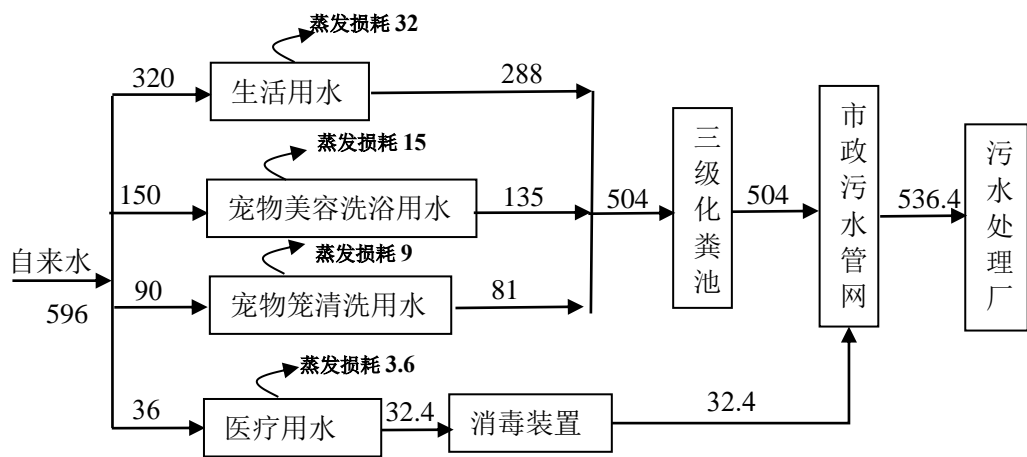 蒸发损耗 32
320
生活用水
288
蒸发损耗 15
150
宠物美容洗浴用水
135
504
三级化粪池
504
市政污水管网
536.4
污水处理厂
自来水
596
蒸发损耗 9
90
宠物笼清洗用水
81
蒸发损耗 3.6
36
医疗用水
32.4
消毒装置
32.4